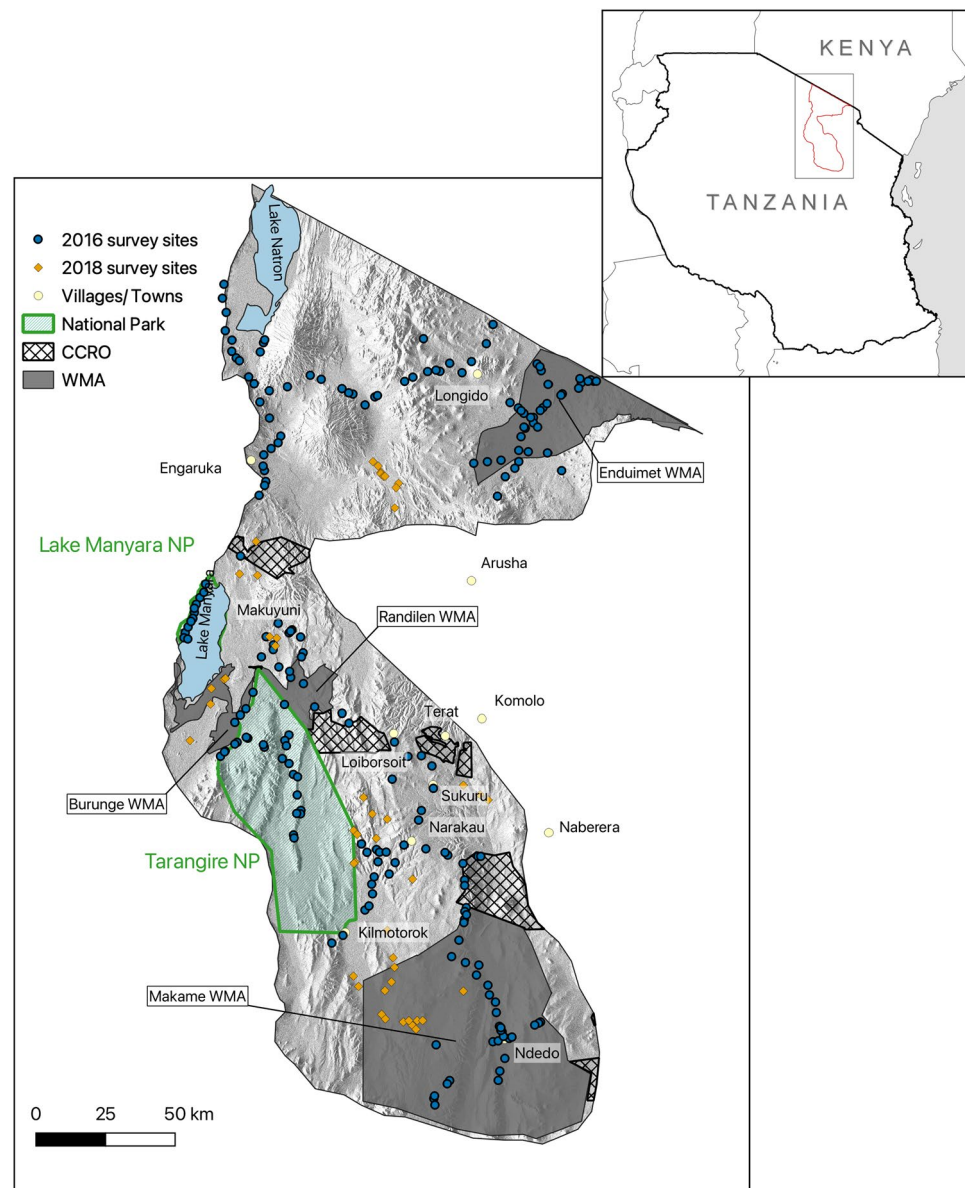 KENYA
TANZANIA
2016 survey sites
2018 survey sites
Villages/ Towns
National Park
CCRO
WMA
Lake Natron
Longido
Engaruka
Enduimet WMA
Lake Manyara NP
Arusha
Lake Manyara
Makuyuni
Randilen WMA
Komolo
Terat
Loiborsoit
Burunge WMA
Sukuru
Narakau
Naberera
Tarangire NP
Kilmotorok
Makame WMA
Ndedo
0 25 50 km